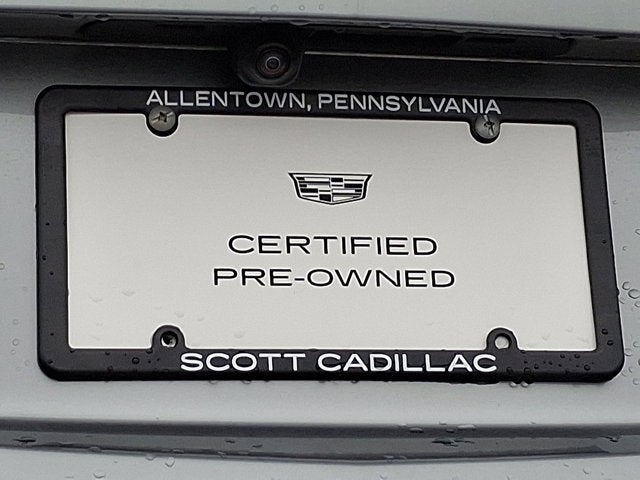 ALLENTOWN, PENNSYLVANIA
CERTIFIED
PRE-OWNED
SCOTT CADILLAC